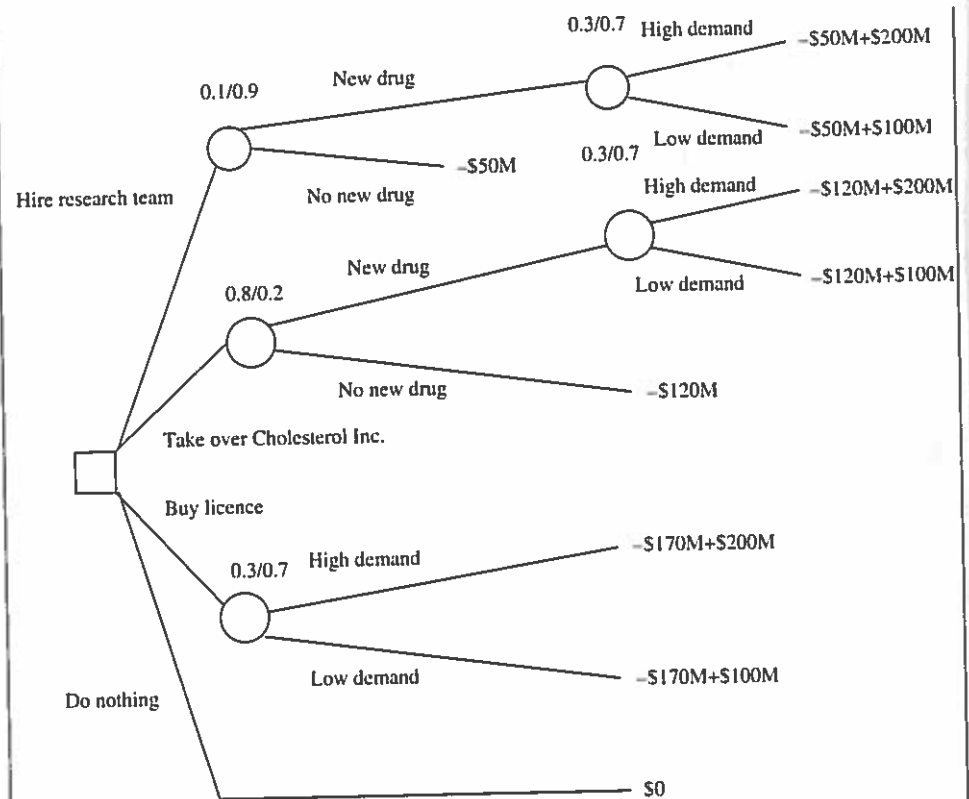 0.3/0.7 High demand
–$50M+$200M
New drug
0.1/0.9
Low demand
–$50M+$100M
0.3/0.7
–$50M
No new drug
Hire research team
High demand
–$120M+$200M
New drug
Low demand
–$120M+$100M
0.8/0.2
No new drug
–$120M
Take over Cholesterol Inc.
Buy licence
0.3/0.7 High demand
–$170M+$200M
Low demand
–$170M+$100M
Do nothing
$0